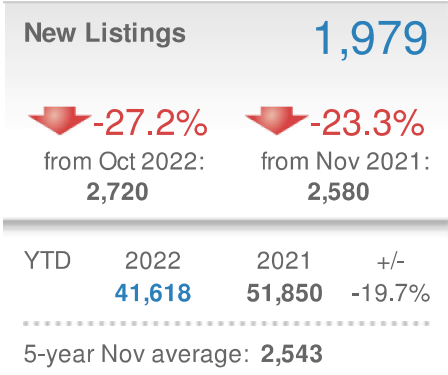 New Listings 1,979
-27.2% -23.3%
from Oct 2022: from Nov 2021:
2,720 2,580
YTD 2022 2021 +/-
41,618 51,850 -19.7%
5-year Nov average: 2,543